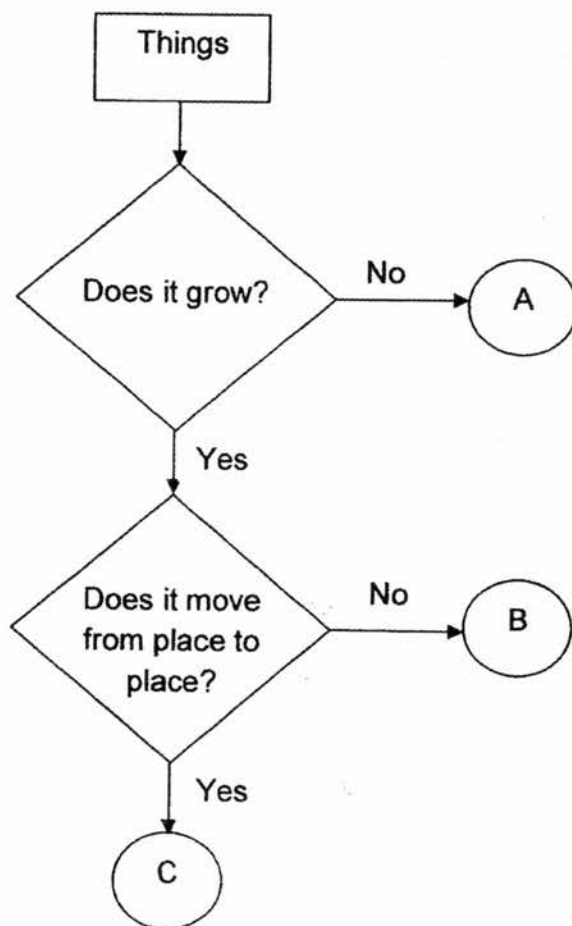 Things
Does it grow?
No
A
Yes
Does it move
from place to
place?
No
B
Yes
C